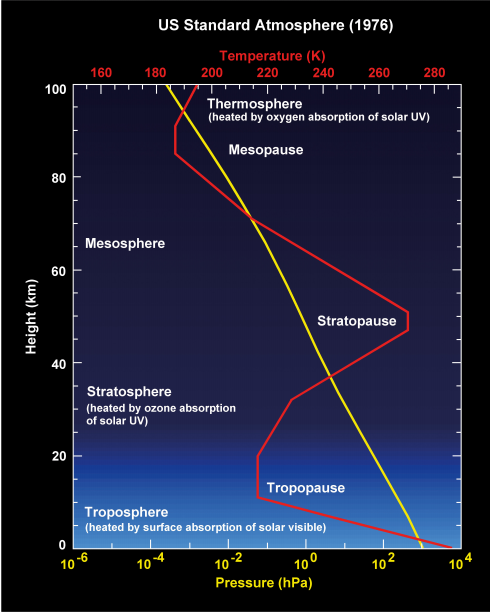 US Standard Atmosphere (1976)
Temperature (K)
160 180 200 220 240 260 280
100
Thermosphere
(heated by oxygen absorption of solar UV)
Mesopause
80
Mesosphere
60
Height (km)
Stratopause
40
Stratosphere
(heated by ozone absorption
of solar UV)
20
Tropopause
Troposphere
(heated by surface absorption of solar visible)
0
10⁻⁶ 10⁻⁴ 10⁻² 10⁰ 10² 10⁴
Pressure (hPa)